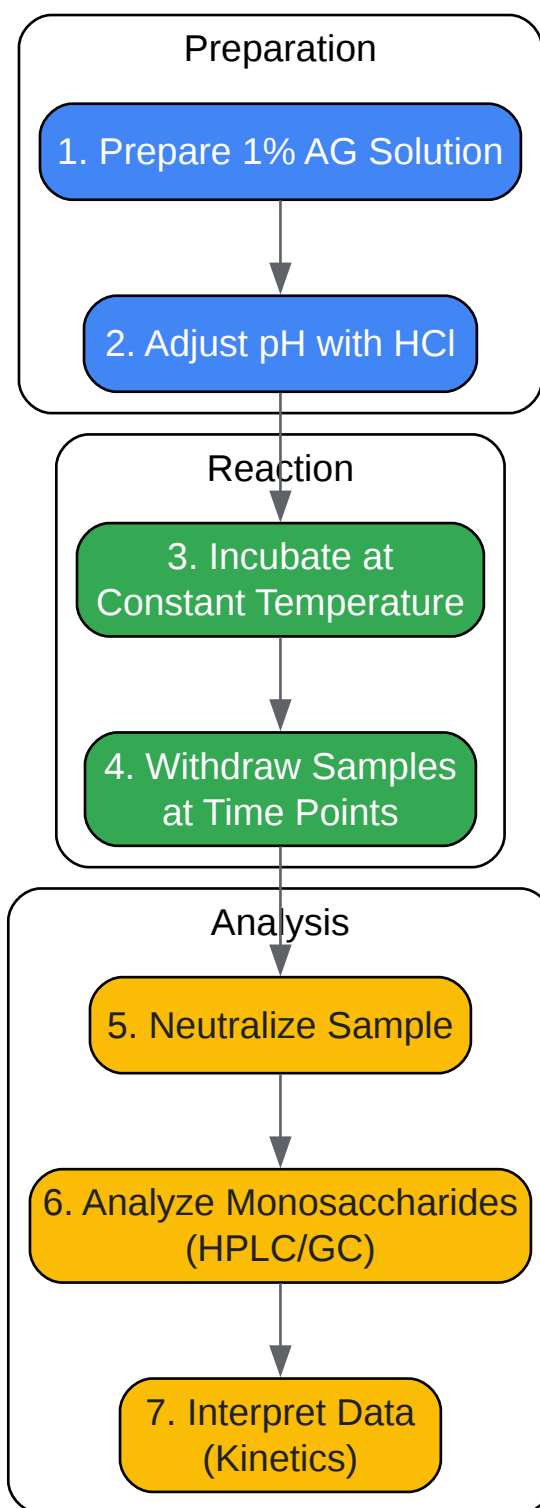 Preparation
1. Prepare 1% AG Solution
2. Adjust pH with HCl
Reaction
3. Incubate at
Constant Temperature
4. Withdraw Samples
at Time Points
Analysis
5. Neutralize Sample
6. Analyze Monosaccharides
(HPLC/GC)
7. Interpret Data
(Kinetics)